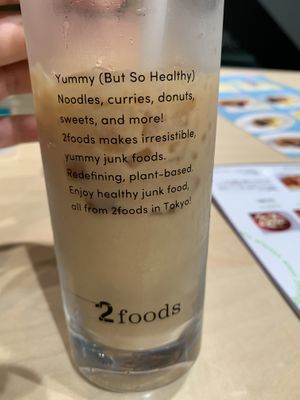 Yummy (But So Healthy)
Noodles, curries, donuts,
sweets, and more!
2foods makes irresistible,
yummy junk foods.
Redefining, plant-based.
Enjoy healthy junk food,
all from 2foods in Tokyo!
2foods